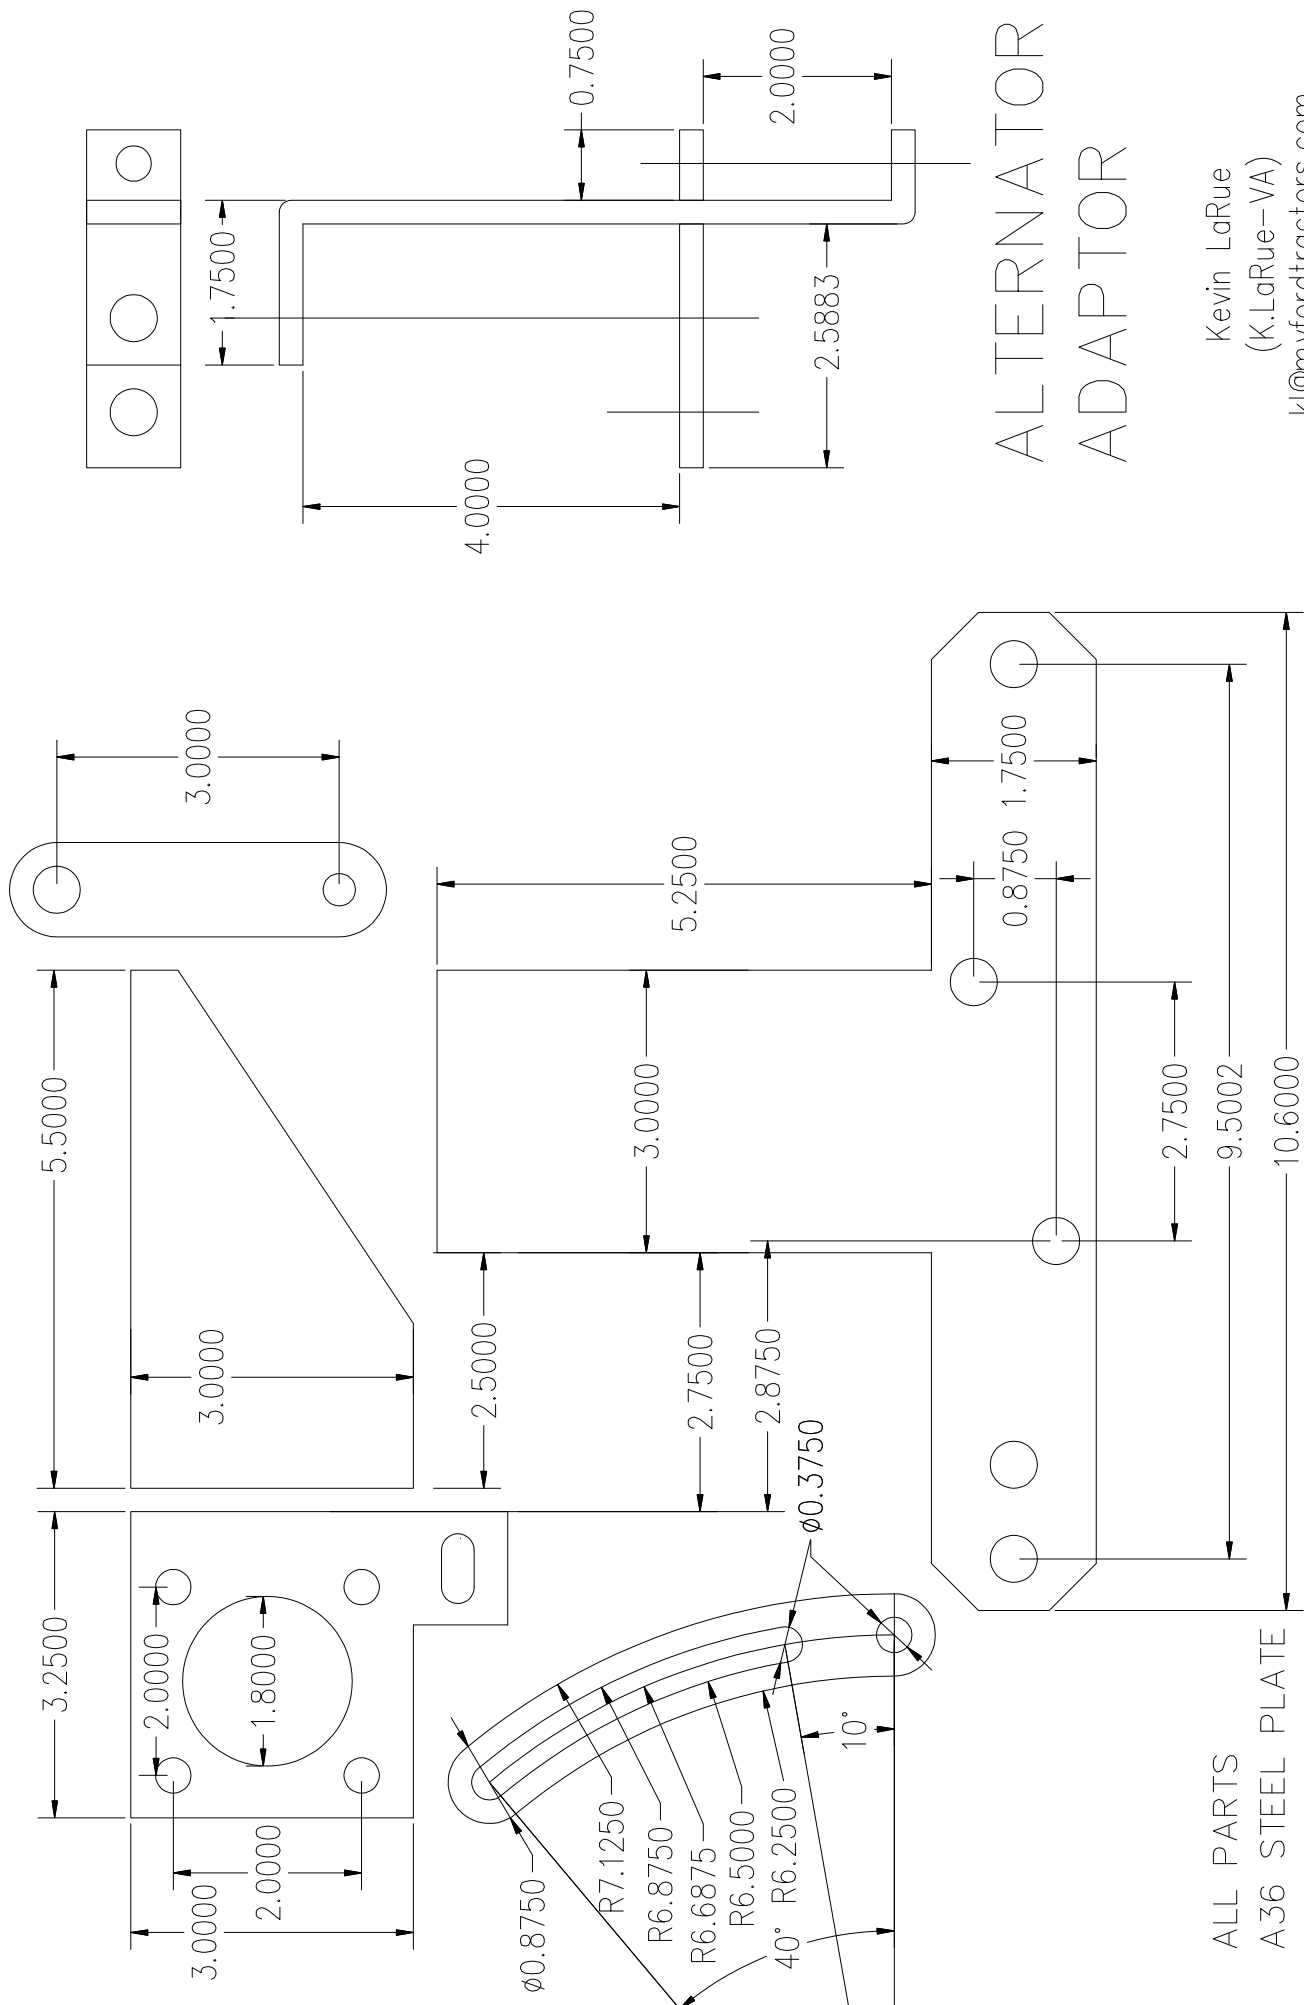 3.2500
5.5000
2.0000
1.8000
2.0000
3.0000
3.0000
3.0000
2.5000
2.7500
2.8750
3.0000
5.2500
ø0.8750
R7.1250
R6.8750
R6.6875
R6.5000
R6.2500
40°
10°
ø0.3750
0.8750
1.7500
2.7500
9.5002
10.6000
1.7500
4.0000
0.7500
2.0000
2.5883
ALL PARTS
A36 STEEL PLATE
ALTERNATOR
ADAPTOR
Kevin LaRue
(K.LaRue-VA)
kl@myfordtractors.com